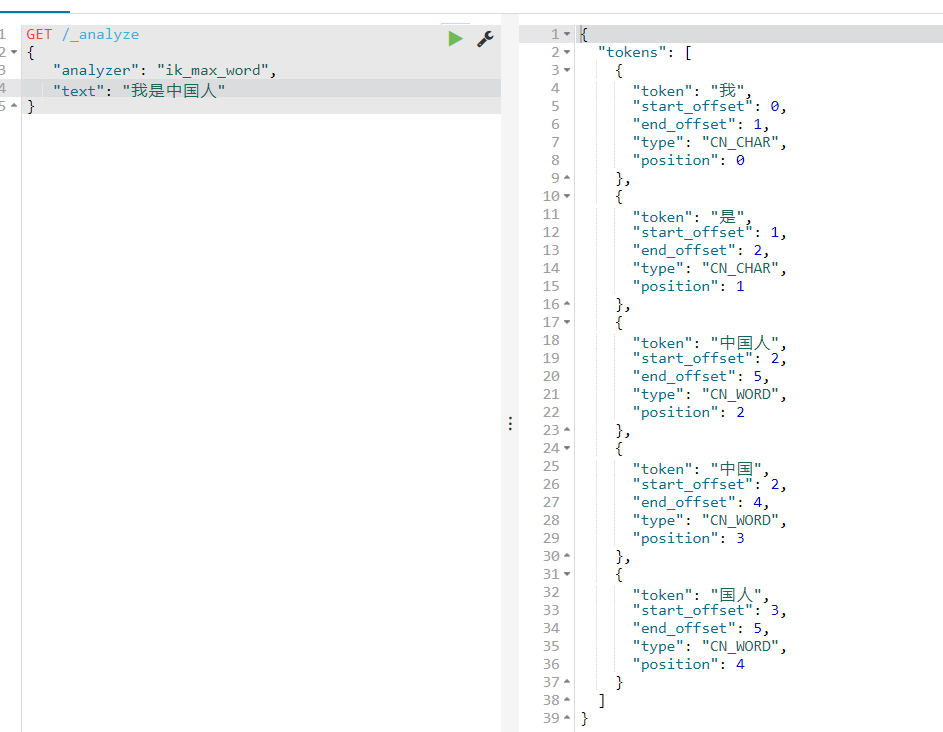 1 GET /_analyze
2 {
3 "analyzer": "ik_max_word",
4 "text": "我是中国人"
5 }
1 {
2 "tokens": [
3 {
4 "token": "我",
5 "start_offset": 0,
6 "end_offset": 1,
7 "type": "CN_CHAR",
8 "position": 0
9 },
10 {
11 "token": "是",
12 "start_offset": 1,
13 "end_offset": 2,
14 "type": "CN_CHAR",
15 "position": 1
16 },
17 {
18 "token": "中国人",
19 "start_offset": 2,
20 "end_offset": 5,
21 "type": "CN_WORD",
22 "position": 2
23 },
24 {
25 "token": "中国",
26 "start_offset": 2,
27 "end_offset": 4,
28 "type": "CN_WORD",
29 "position": 3
30 },
31 {
32 "token": "国人",
33 "start_offset": 3,
34 "end_offset": 5,
35 "type": "CN_WORD",
36 "position": 4
37 }
38 ]
39 }